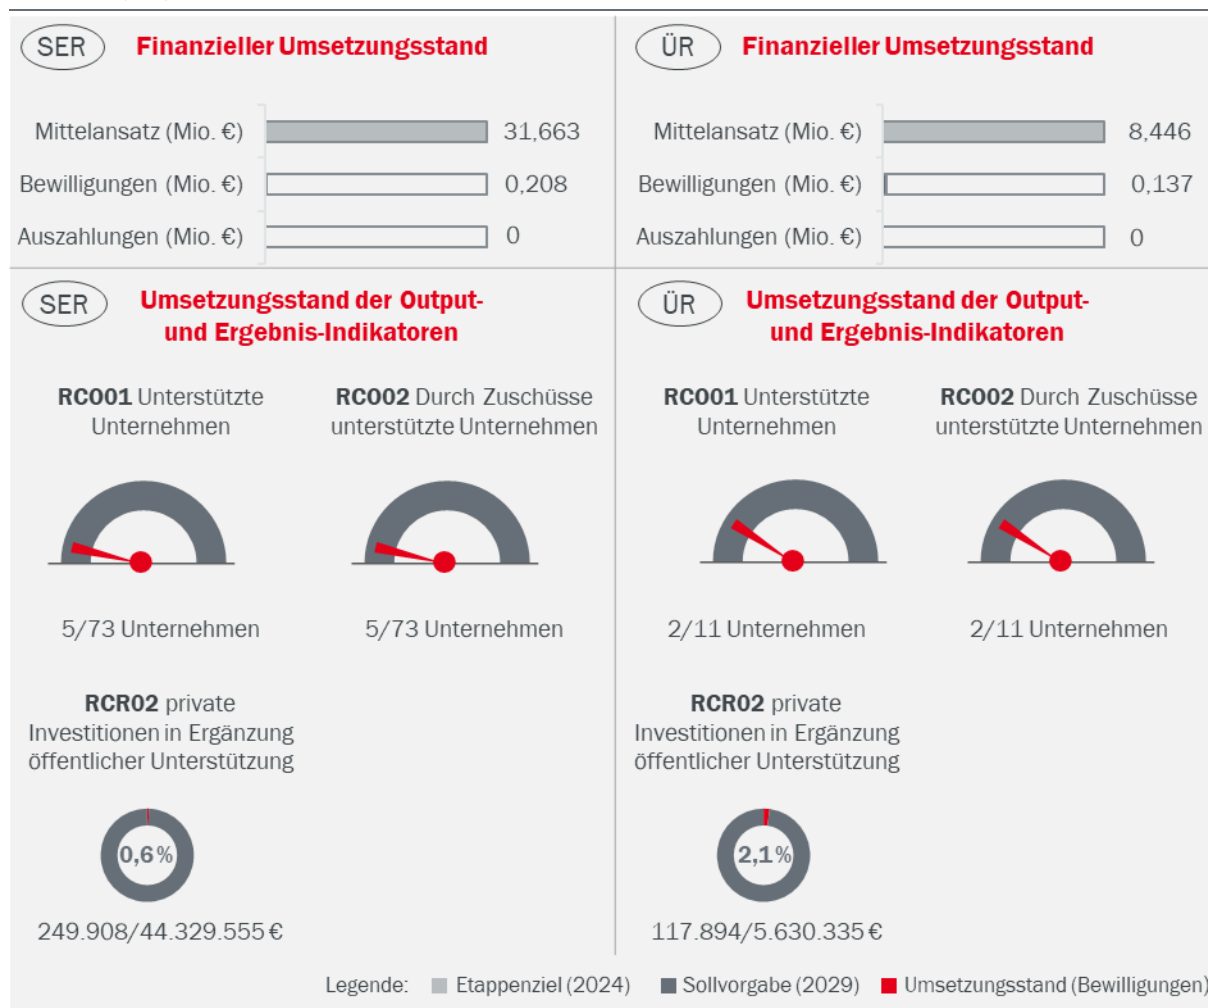 SER
Finanzieller Umsetzungsstand
Mittelansatz (Mio. €) 31,663
Bewilligungen (Mio. €) 0,208
Auszahlungen (Mio. €) 0
ÜR
Finanzieller Umsetzungsstand
Mittelansatz (Mio. €) 8,446
Bewilligungen (Mio. €) 0,137
Auszahlungen (Mio. €) 0
SER
Umsetzungsstand der Output-
und Ergebnis-Indikatoren
RCO01 Unterstützte
Unternehmen
5/73 Unternehmen
RCO02 Durch Zuschüsse
unterstützte Unternehmen
5/73 Unternehmen
RCR02 private
Investitionen in Ergänzung
öffentlicher Unterstützung
0,6%
249.908/44.329.555 €
ÜR
Umsetzungsstand der Output-
und Ergebnis-Indikatoren
RCO01 Unterstützte
Unternehmen
2/11 Unternehmen
RCO02 Durch Zuschüsse
unterstützte Unternehmen
2/11 Unternehmen
RCR02 private
Investitionen in Ergänzung
öffentlicher Unterstützung
2,1%
117.894/5.630.335 €
Legende: Etappenziel (2024) Sollvorgabe (2029) Umsetzungsstand (Bewilligungen)